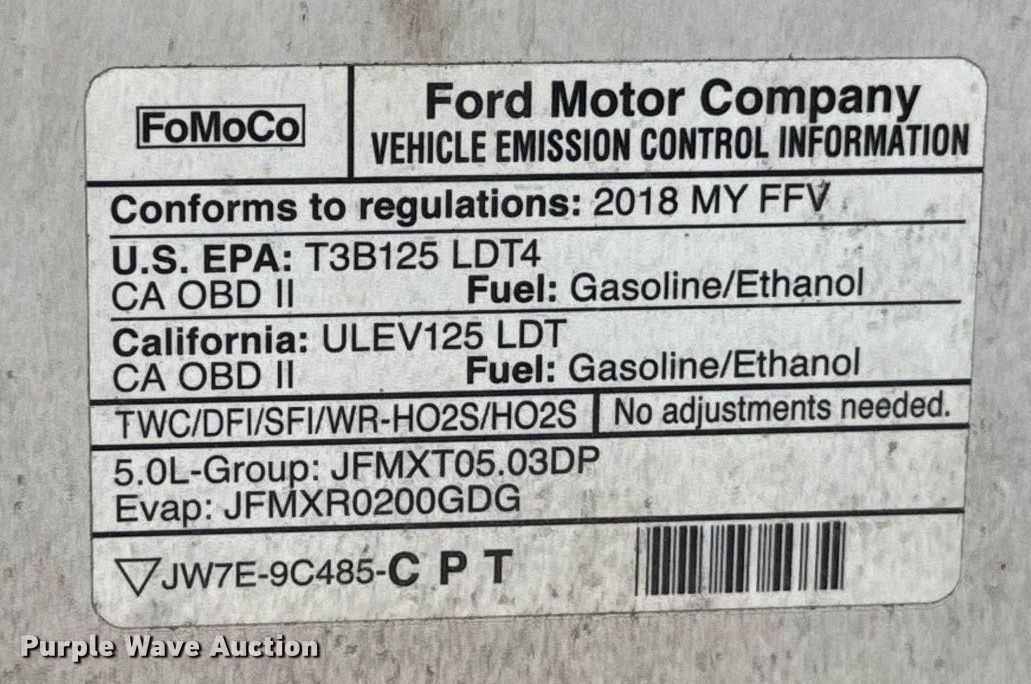 FoMoCo
Ford Motor Company
VEHICLE EMISSION CONTROL INFORMATION
Conforms to regulations: 2018 MY FFV
U.S. EPA: T3B125 LDT4
CA OBD II Fuel: Gasoline/Ethanol
California: ULEV125 LDT
CA OBD II Fuel: Gasoline/Ethanol
TWC/DFI/SFI/WR-HO2S/HO2S No adjustments needed.
5.0L-Group: JFMXT05.03DP
Evap: JFMXR0200GDG
JW7E-9C485-C P T
Purple Wave Auction